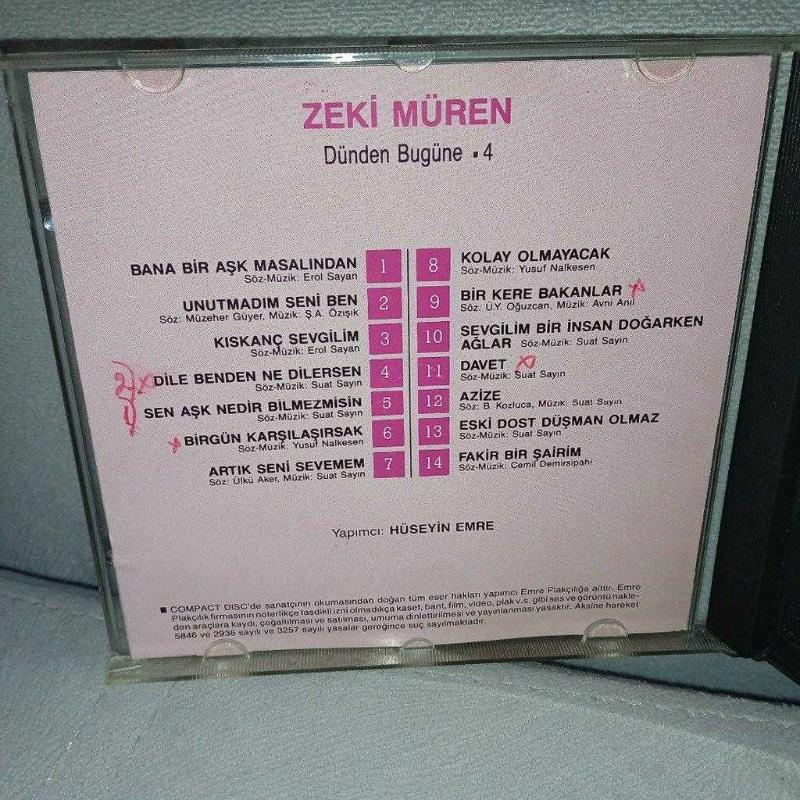 ZEKİ MÜREN
Dünden Bugüne ▪ 4
BANA BİR AŞK MASALINDAN 1
Söz-Müzik: Erol Sayan
UNUTMADIM SENİ BEN 2
Söz: Müzeher Güyer, Müzik: Ş.A. Özışık
KISKANÇ SEVGİLİM 3
Söz-Müzik: Erol Sayan
DİLE BENDEN NE DİLERSEN 4
Söz-Müzik: Suat Sayın
SEN AŞK NEDİR BİLMEZMİSİN 5
Söz-Müzik: Suat Sayın
BİRGÜN KARŞILAŞIRSAK 6
Söz-Müzik: Yusuf Nalkesen
ARTIK SENİ SEVEMEM 7
Söz: Ülkü Aker, Müzik: Suat Sayın
8 KOLAY OLMAYACAK
Söz-Müzik: Yusuf Nalkesen
9 BİR KERE BAKANLAR
Söz: Ü.Y. Oğuzcan, Müzik: Avni Anıl
10 SEVGİLİM BİR İNSAN DOĞARKEN
AĞLAR Söz-Müzik: Suat Sayın
11 DAVET
Söz-Müzik: Suat Sayın
12 AZİZE
Söz: B. Kozluca, Müzik: Suat Sayın
13 ESKİ DOST DÜŞMAN OLMAZ
Söz-Müzik: Suat Sayın
14 FAKİR BİR ŞAİRİM
Söz-Müzik: Cemil Demirsipahi
Yapımcı: HÜSEYİN EMRE
■ COMPACT DISC'de sanatçının okumasından doğan tüm eser hakları yapımcı Emre Plakçılığa aittir. Emre
Plakçılık firmasının noterlikçe tasdikli izni olmadıkça kaset, bant, film, video, plak v.s. gibi ses ve görüntü nakle-
den araçlara kaydı, çoğaltılması ve satılması, umuma dinlettirilmesi ve yayınlanması yasaktır. Aksine hareket
5846 ve 2936 sayılı ve 3257 sayılı yasalar gereğince suç sayılmaktadır.